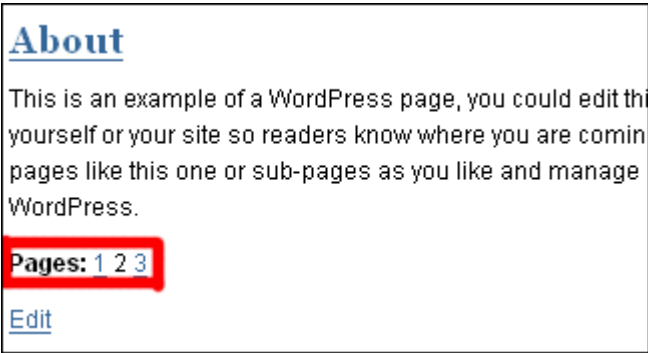 About
This is an example of a WordPress page, you could edit thi
yourself or your site so readers know where you are comin
pages like this one or sub-pages as you like and manage
WordPress.
Pages: 1 2 3
Edit